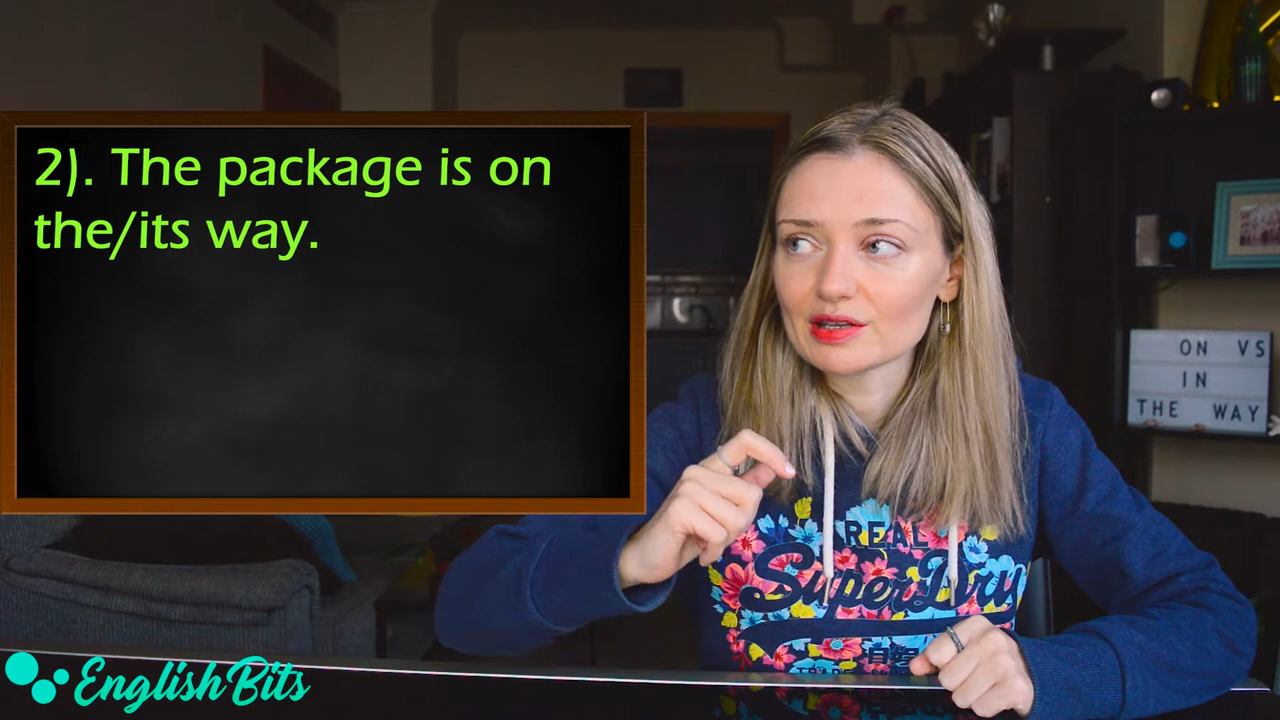 2). The package is on
the/its way.
ON VS
IN
THE WAY
REAL
SuperDry
EnglishBits